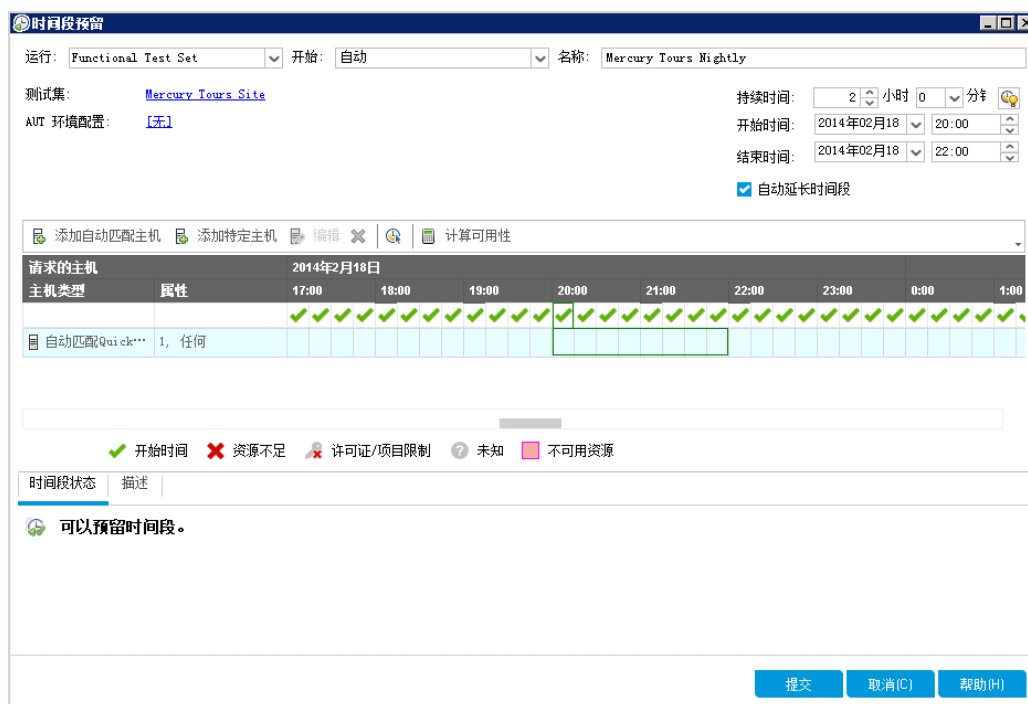 时间段预留
运行: Functional Test Set 开始: 自动 名称: Mercury Tours Nightly
测试集: Mercury Tours Site
持续时间: 2 小时 0 分钅
AUT 环境配置: [无]
开始时间: 2014年02月18 20:00
结束时间: 2014年02月18 22:00
自动延长时间段
添加自动匹配主机 添加特定主机 编辑 计算可用性
请求的主机 2014年2月18日
主机类型 属性 17:00 18:00 19:00 20:00 21:00 22:00 23:00 0:00 1:00
自动匹配Quick… 1, 任何
开始时间 资源不足 许可证/项目限制 ? 未知 不可用资源
时间段状态 描述
可以预留时间段。
提交 取消(C) 帮助(H)